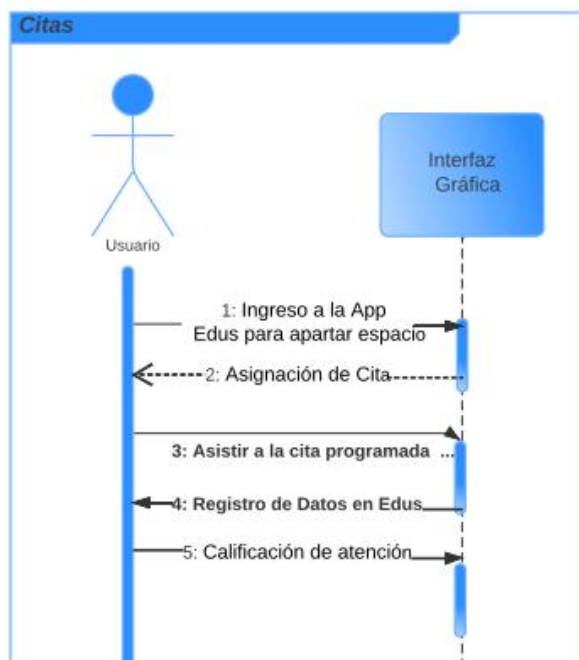 Citas
Usuario
Interfaz
Gráfica
1: Ingreso a la App
Edus para apartar espacio
2: Asignación de Cita
3: Asistir a la cita programada ...
4: Registro de Datos en Edus
5: Calificación de atención